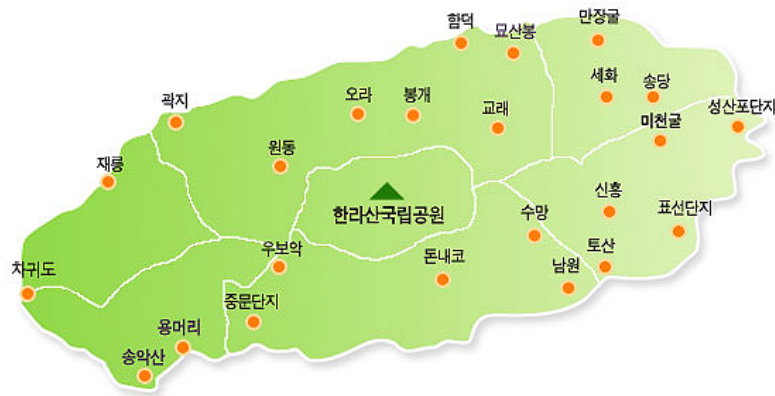 함덕
묘산봉
만장굴
곽지
오라
봉개
교래
세화
송당
성산포단지
미천굴
재릉
원동
한라산국립공원
수망
신흥
표선단지
차귀도
우보악
돈내코
남원
토산
중문단지
용머리
송악산